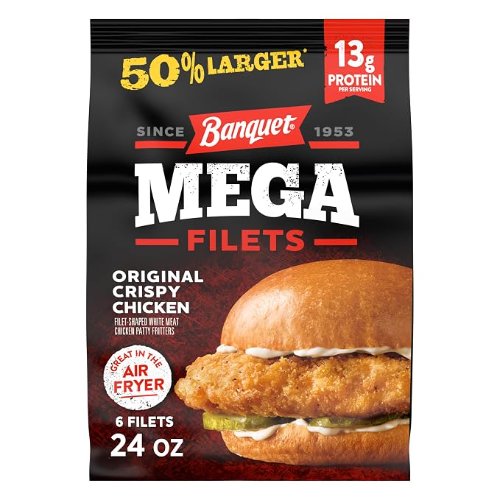 50% LARGER*
13g
PROTEIN
PER SERVING
SINCE Banquet® 1953
MEGA
FILETS
ORIGINAL
CRISPY
CHICKEN
FILET-SHAPED WHITE MEAT
CHICKEN PATTY FRITTERS
GREAT IN THE
AIR
FRYER
6 FILETS
24 OZ